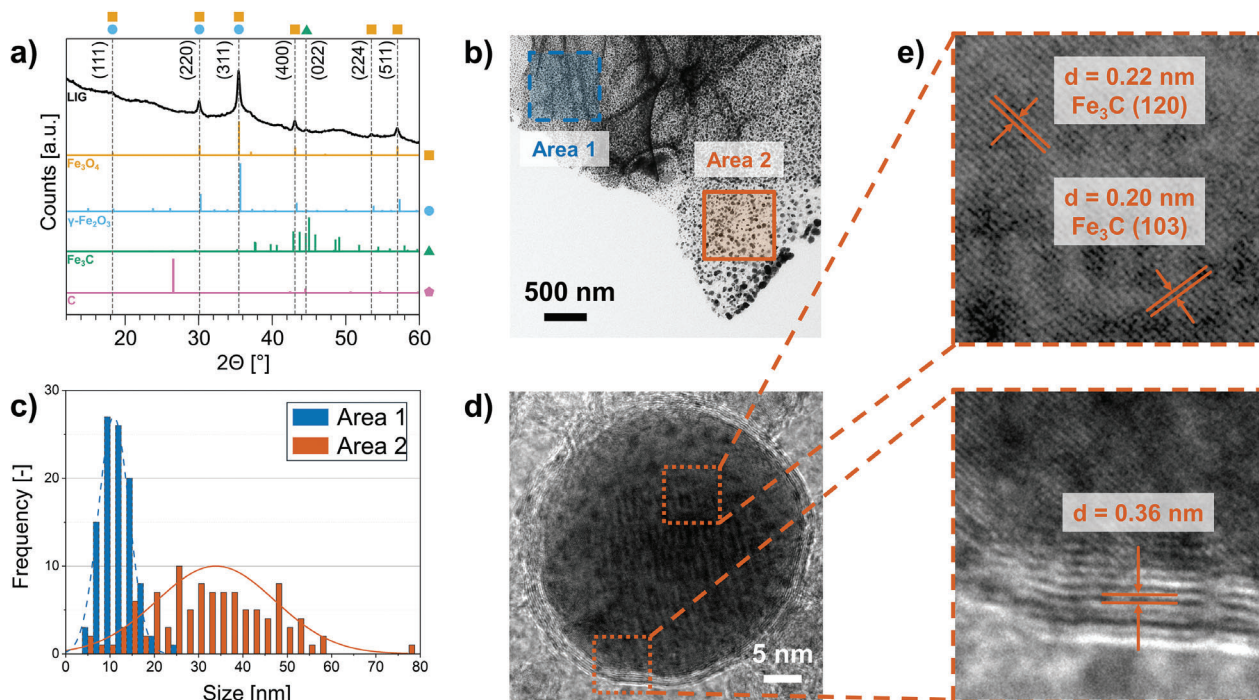 a)
(111)
(220)
(311)
(400)
(022)
(224)
(511)
LIG
Fe₃O₄
γ-Fe₂O₃
Fe₃C
C
Counts [a.u.]
20
30
40
50
60
2Θ [°]
b)
Area 1
Area 2
500 nm
c)
Area 1
Area 2
Frequency [-]
30
20
10
0
0
10
20
30
40
50
60
70
80
Size [nm]
d)
5 nm
e)
d = 0.22 nm
Fe₃C (120)
d = 0.20 nm
Fe₃C (103)
d = 0.36 nm